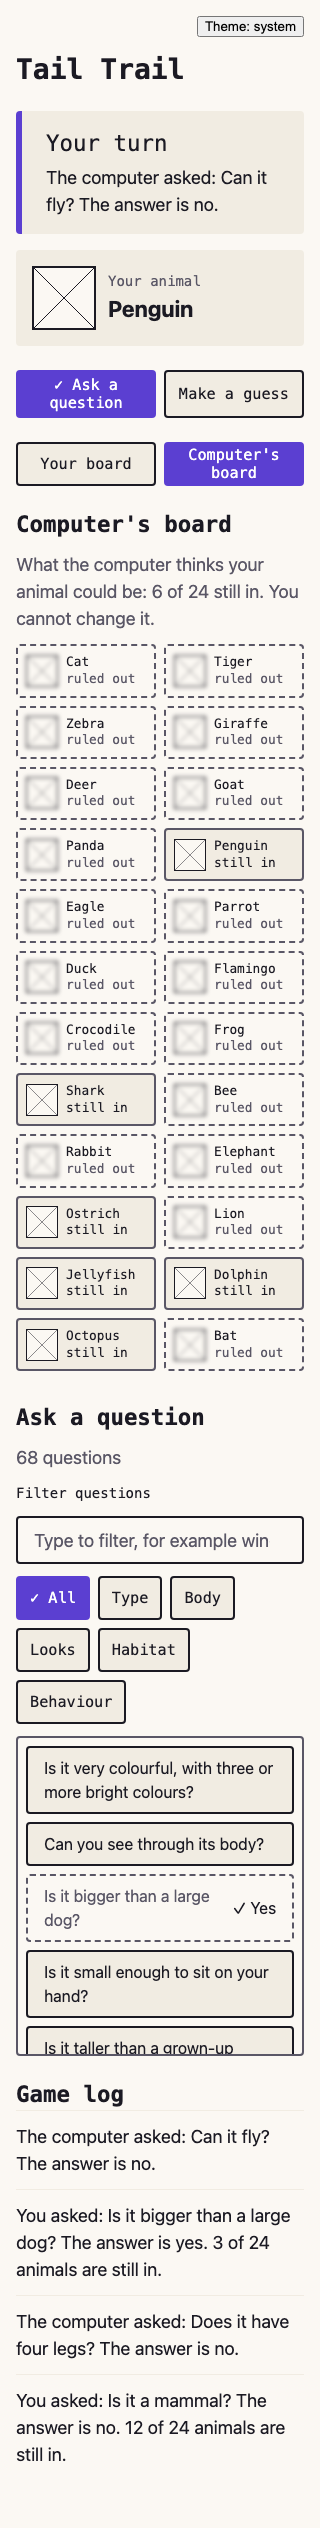 Theme: system
Tail Trail
Your turn
The computer asked: Can it
fly? The answer is no.
Your animal
Penguin
✓ Ask a
question
Make a guess
Your board
Computer's
board
Computer's board
What the computer thinks your
animal could be: 6 of 24 still in. You
cannot change it.
Cat
ruled out
Tiger
ruled out
Zebra
ruled out
Giraffe
ruled out
Deer
ruled out
Goat
ruled out
Panda
ruled out
Penguin
still in
Eagle
ruled out
Parrot
ruled out
Duck
ruled out
Flamingo
ruled out
Crocodile
ruled out
Frog
ruled out
Shark
still in
Bee
ruled out
Rabbit
ruled out
Elephant
ruled out
Ostrich
still in
Lion
ruled out
Jellyfish
still in
Dolphin
still in
Octopus
still in
Bat
ruled out
Ask a question
68 questions
Filter questions
Type to filter, for example win
✓ All
Type
Body
Looks
Habitat
Behaviour
Is it very colourful, with three or
more bright colours?
Can you see through its body?
Is it bigger than a large
dog?
✓ Yes
Is it small enough to sit on your
hand?
Is it taller than a grown-up
Game log
The computer asked: Can it fly?
The answer is no.
You asked: Is it bigger than a large
dog? The answer is yes. 3 of 24
animals are still in.
The computer asked: Does it have
four legs? The answer is no.
You asked: Is it a mammal? The
answer is no. 12 of 24 animals are
still in.